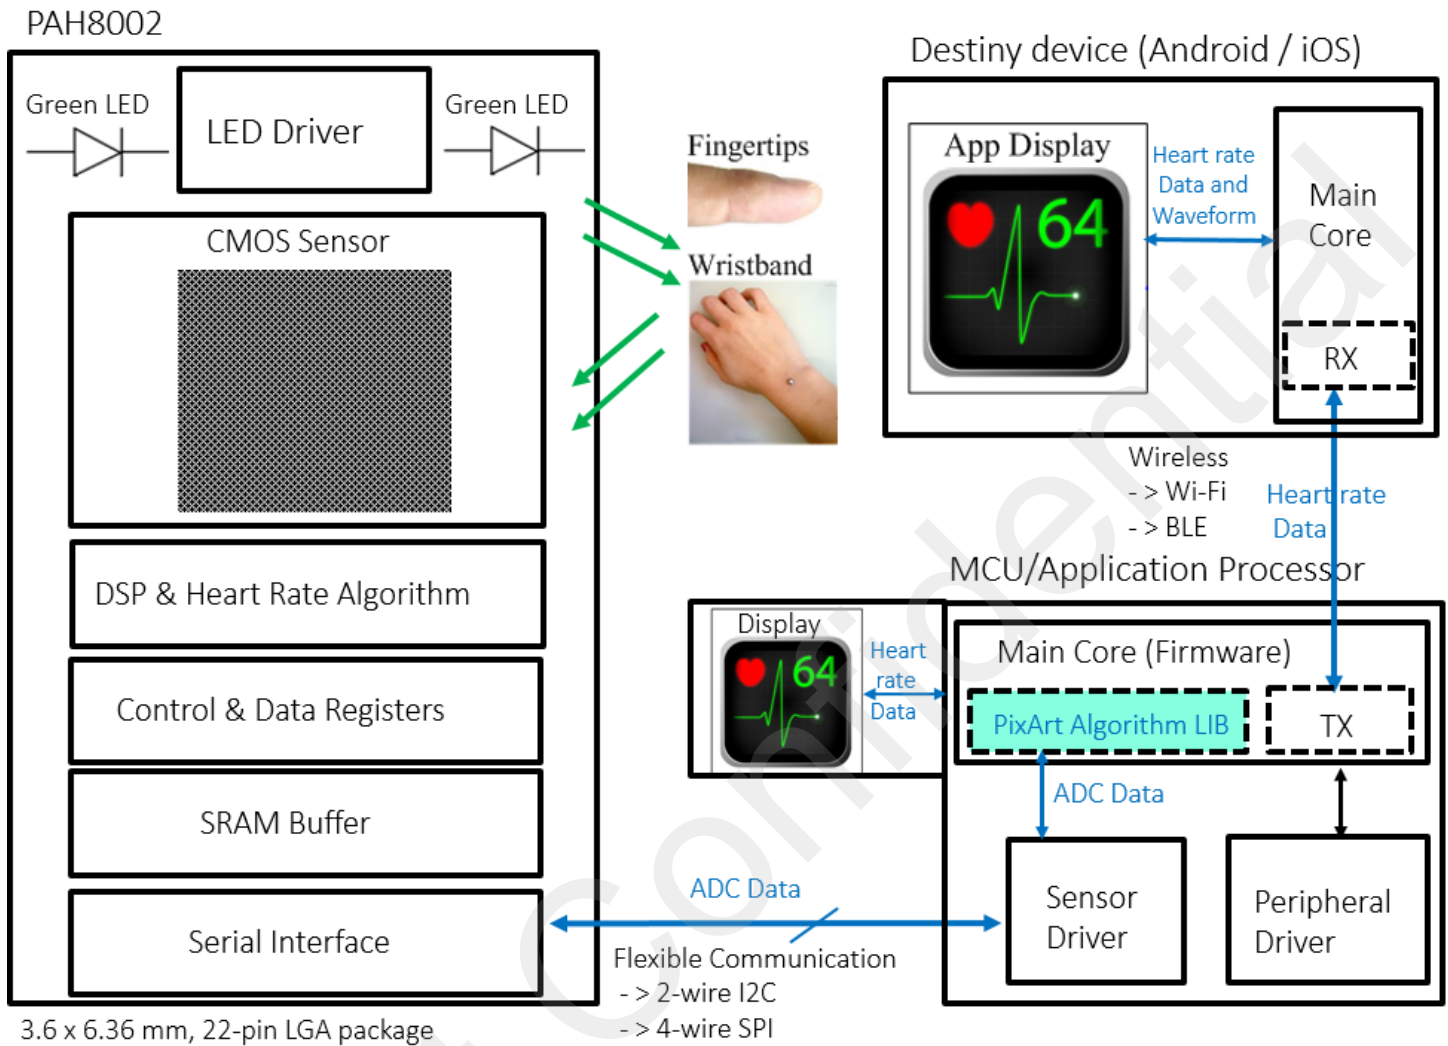 PAH8002
Green LED
LED Driver
Green LED
CMOS Sensor
DSP & Heart Rate Algorithm
Control & Data Registers
SRAM Buffer
Serial Interface
3.6 x 6.36 mm, 22-pin LGA package
Fingertips
Wristband
Destiny device (Android / iOS)
App Display
64
Heart rate
Data and
Waveform
Main
Core
RX
Wireless
- > Wi-Fi
- > BLE
Heart rate
Data
MCU/Application Processor
Display
64
Heart
rate
Data
Main Core (Firmware)
PixArt Algorithm LIB
TX
ADC Data
Sensor
Driver
Peripheral
Driver
ADC Data
Flexible Communication
- > 2-wire I2C
- > 4-wire SPI
Confidential